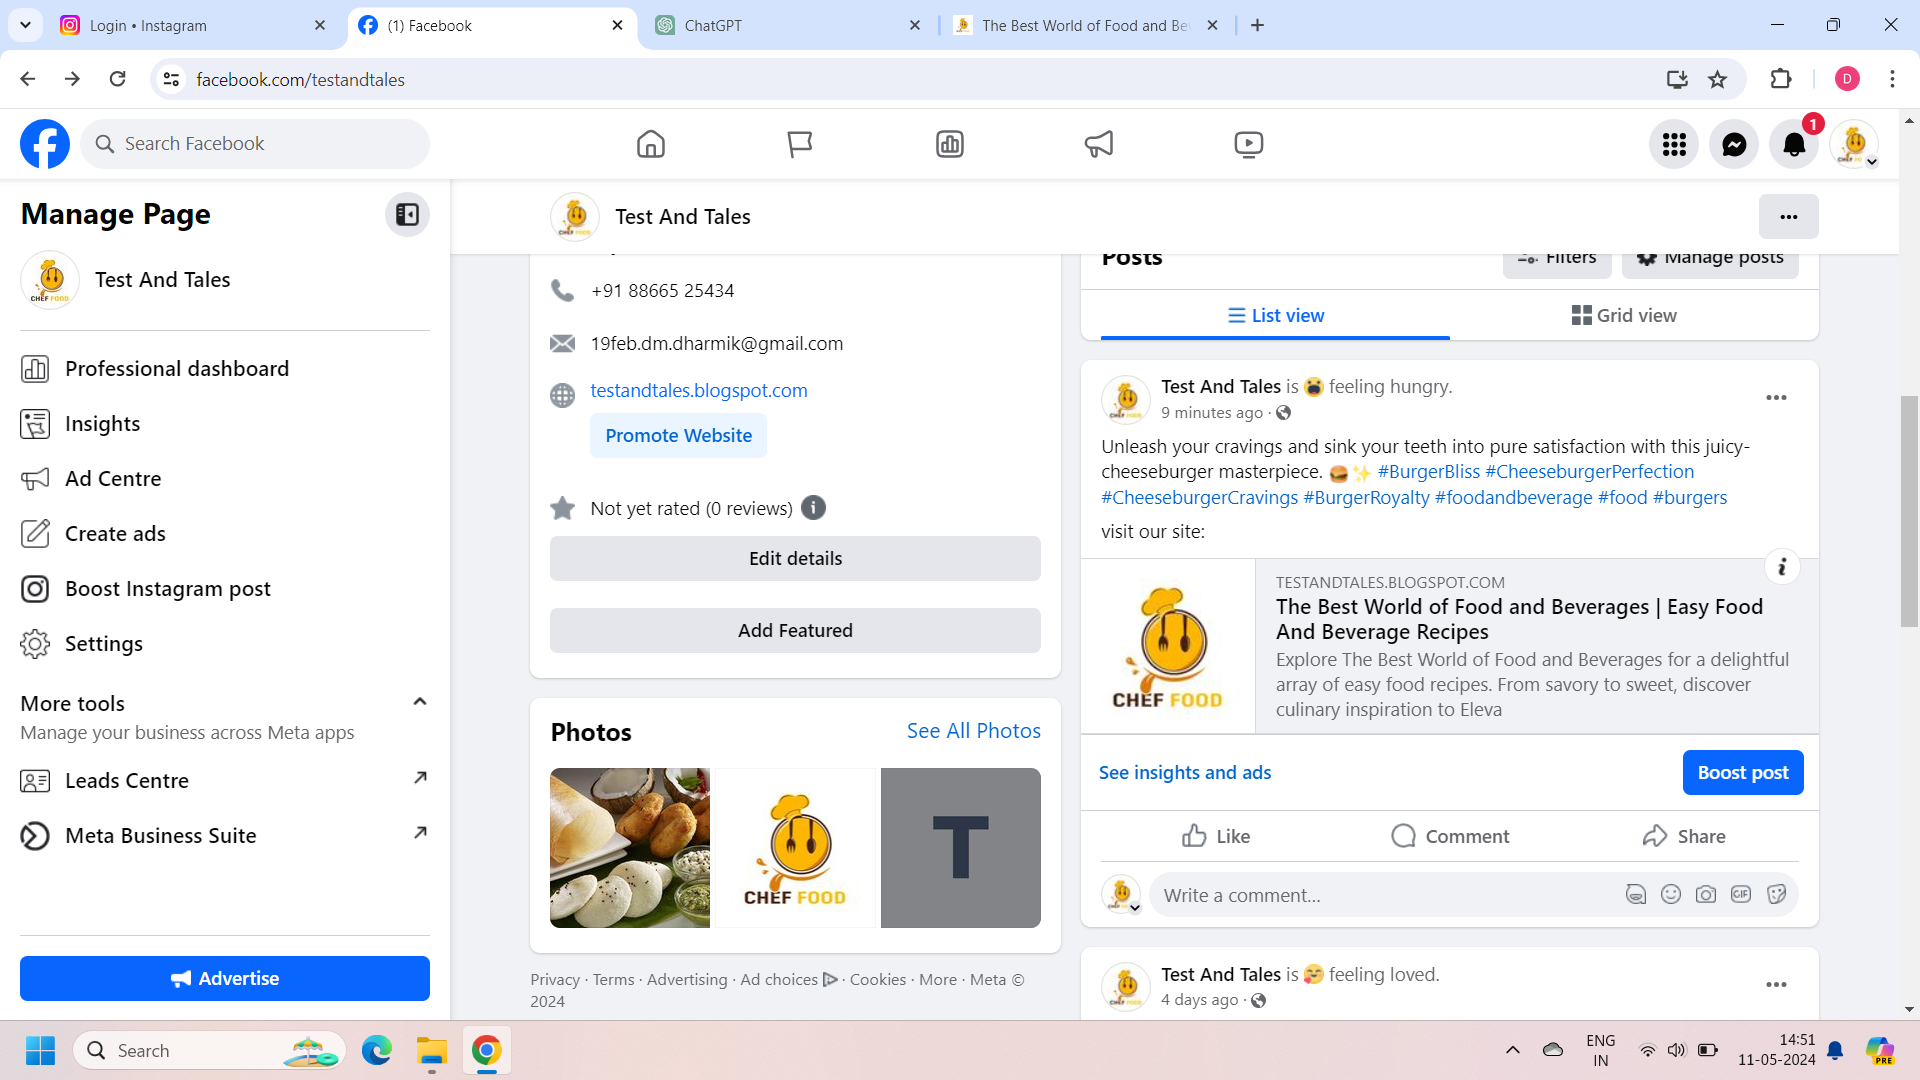 Login • Instagram
(1) Facebook
ChatGPT
The Best World of Food and Be
facebook.com/testandtales
D
Search Facebook
1
Manage Page
Test And Tales
Test And Tales
CHEF FOOD
Professional dashboard
Insights
Ad Centre
Create ads
Boost Instagram post
Settings
More tools
Manage your business across Meta apps
Leads Centre
Meta Business Suite
Advertise
+91 88665 25434
19feb.dm.dharmik@gmail.com
testandtales.blogspot.com
Promote Website
Not yet rated (0 reviews)
Edit details
Add Featured
Photos
See All Photos
CHEF FOOD
T
Privacy · Terms · Advertising · Ad choices · Cookies · More · Meta ©
2024
Posts
Filters
Manage posts
List view
Grid view
Test And Tales is feeling hungry.
9 minutes ago ·
Unleash your cravings and sink your teeth into pure satisfaction with this juicy-
cheeseburger masterpiece. 🍔✨ #BurgerBliss #CheeseburgerPerfection
#CheeseburgerCravings #BurgerRoyalty #foodandbeverage #food #burgers
visit our site:
CHEF FOOD
TESTANDTALES.BLOGSPOT.COM
The Best World of Food and Beverages | Easy Food
And Beverage Recipes
Explore The Best World of Food and Beverages for a delightful
array of easy food recipes. From savory to sweet, discover
culinary inspiration to Eleva
See insights and ads
Boost post
Like
Comment
Share
Write a comment...
GIF
Test And Tales is feeling loved.
4 days ago ·
Search
ENG
IN
14:51
11-05-2024
PRE